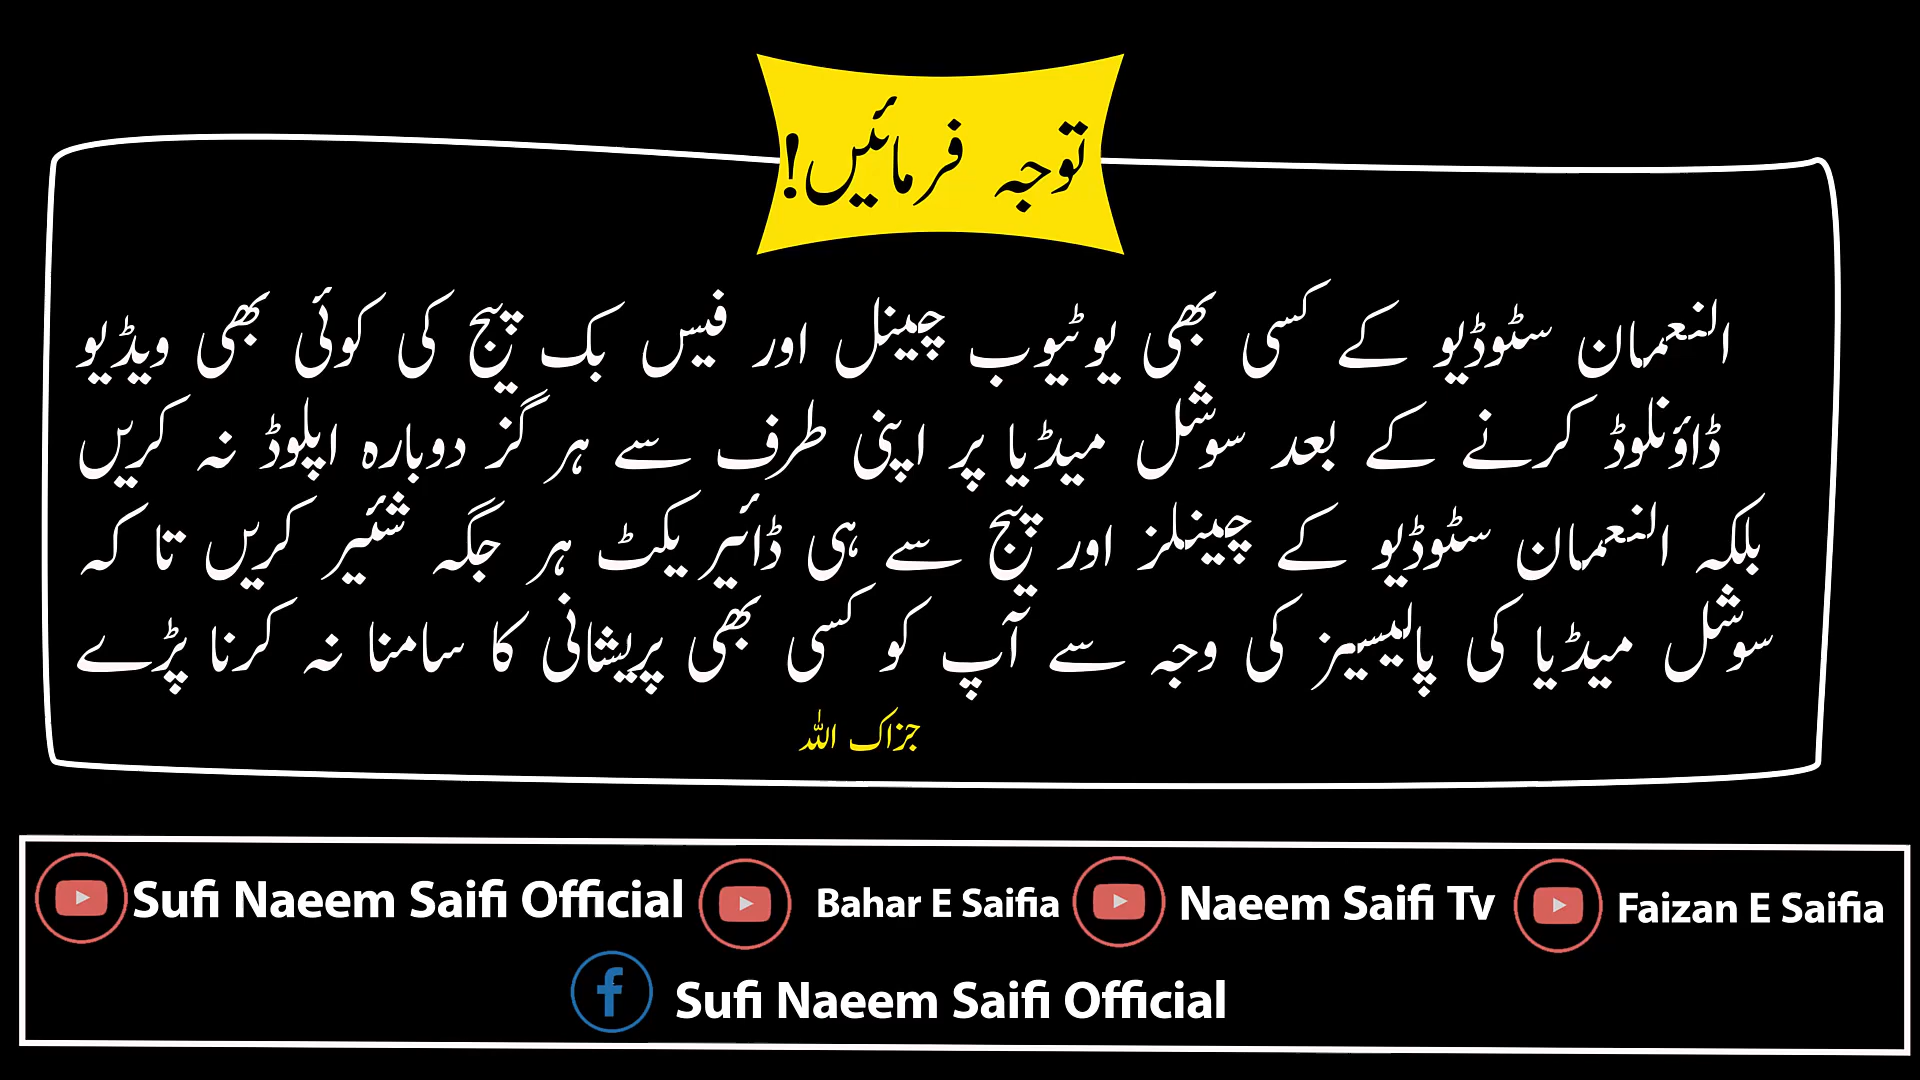 توجہ فرمائیں!
النعمان سٹوڈیو کے کسی بھی یوٹیوب چینل اور فیس بک پیج کی کوئی بھی ویڈیو
ڈاؤنلوڈ کرنے کے بعد سوشل میڈیا پر اپنی طرف سے ہر گز دوبارہ اپلوڈ نہ کریں
بلکہ النعمان سٹوڈیو کے چینلز اور پیج سے ہی ڈائیریکٹ ہر جگہ شئیر کریں تا کہ
سوشل میڈیا کی پالیسیز کی وجہ سے آپ کو کسی بھی پریشانی کا سامنا نہ کرنا پڑے
جزاک اللہ
Sufi Naeem Saifi Official Bahar E Saifia Naeem Saifi Tv Faizan E Saifia
Sufi Naeem Saifi Official